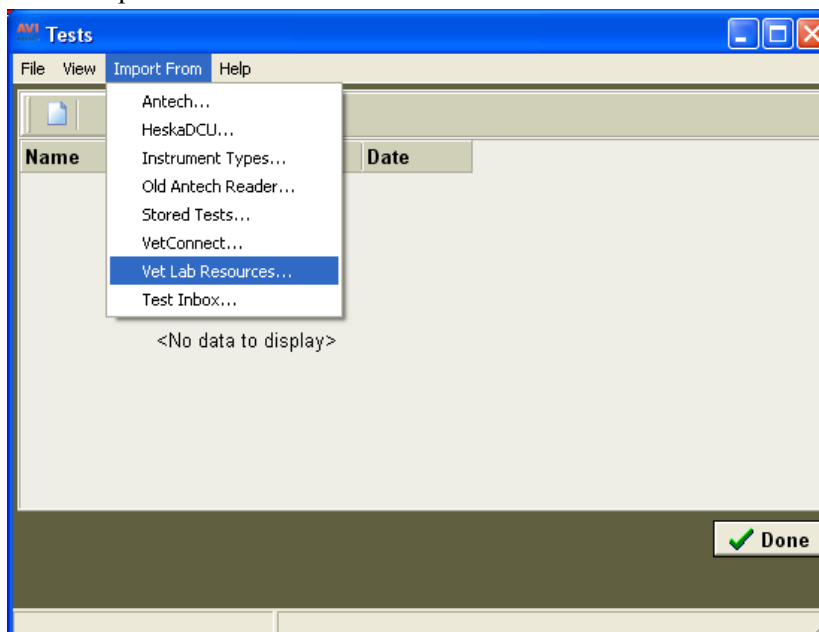 AVI Tests
File View Import From Help
Antech...
HeskaDCU...
Name
Instrument Types...
Date
Old Antech Reader...
Stored Tests...
VetConnect...
Vet Lab Resources...
Test Inbox...
<No data to display>
Done